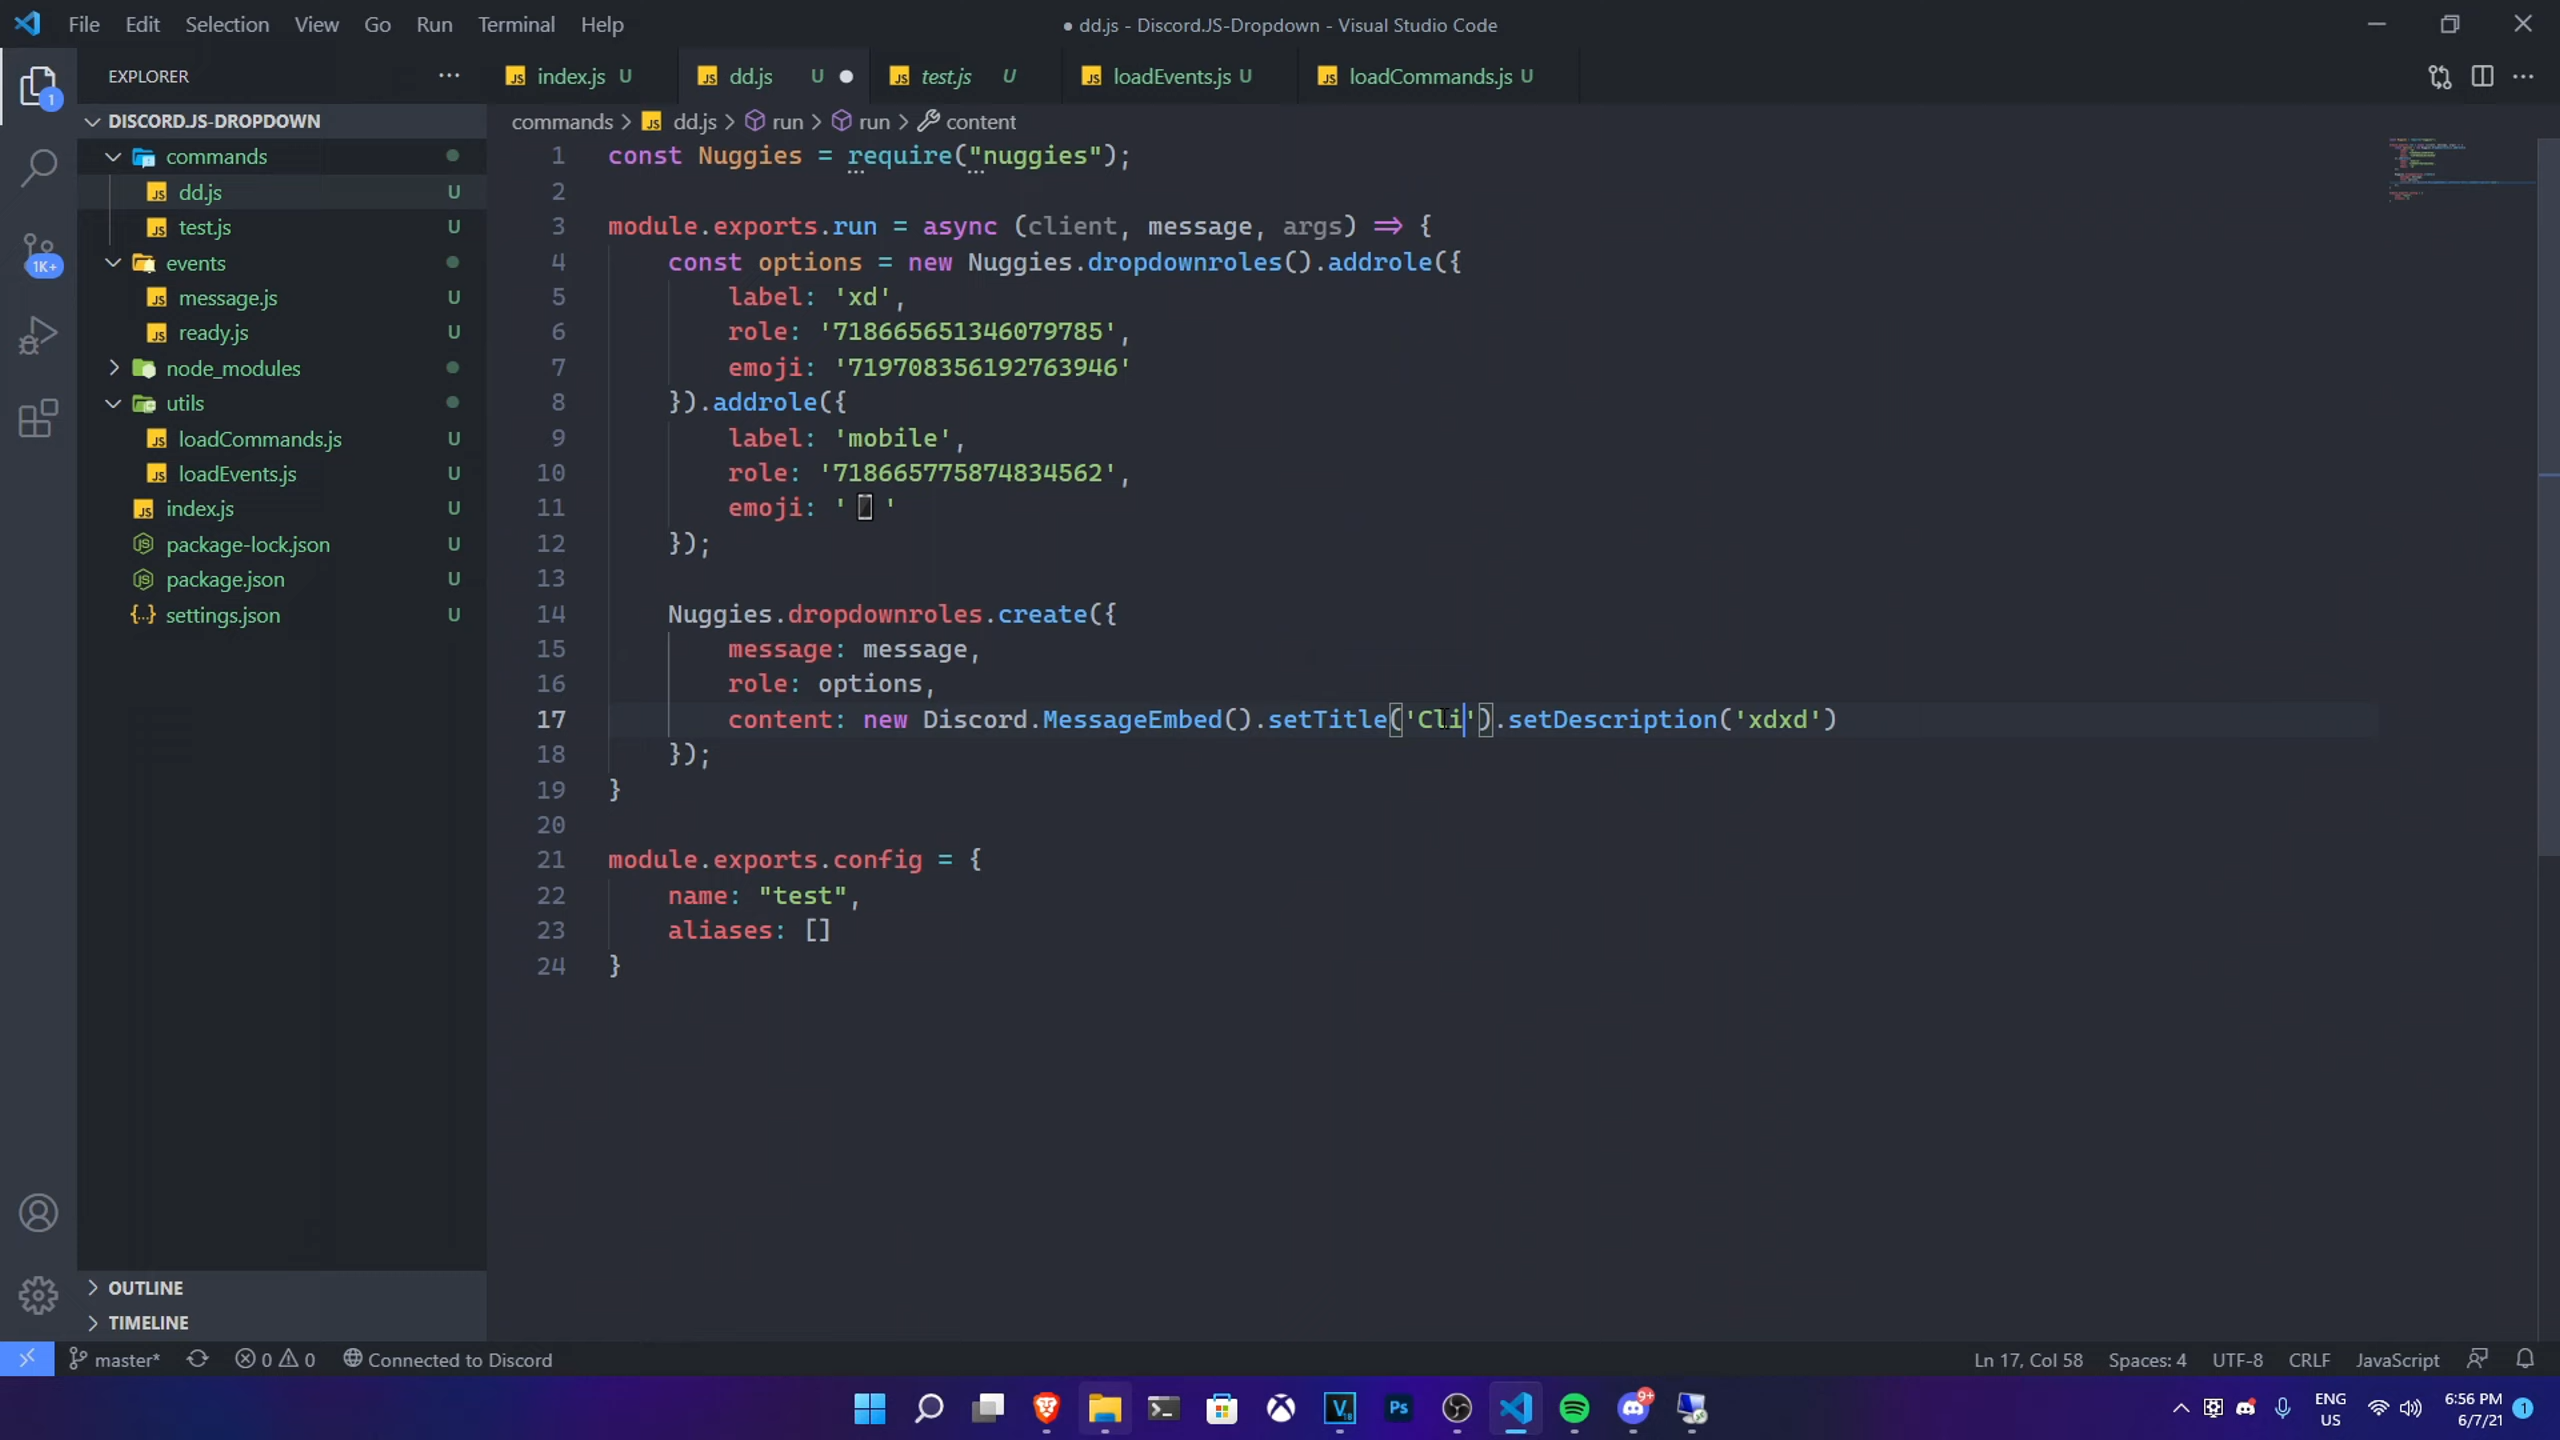 File Edit Selection View Go Run Terminal Help
● dd.js - Discord.JS-Dropdown - Visual Studio Code
EXPLORER
index.js U
dd.js U
test.js U
loadEvents.js U
loadCommands.js U
DISCORD.JS-DROPDOWN
commands
dd.js U
test.js U
events
message.js U
ready.js U
node_modules
utils
loadCommands.js U
loadEvents.js U
index.js U
package-lock.json U
package.json U
settings.json U
OUTLINE
TIMELINE
1
1K+
commands > dd.js > run > run > content
1 const Nuggies = require("nuggies");
2
3 module.exports.run = async (client, message, args) => {
4 const options = new Nuggies.dropdownroles().addrole({
5 label: 'xd',
6 role: '718665651346079785',
7 emoji: '719708356192763946'
8 }).addrole({
9 label: 'mobile',
10 role: '718665775874834562',
11 emoji: '📱'
12 });
13
14 Nuggies.dropdownroles.create({
15 message: message,
16 role: options,
17 content: new Discord.MessageEmbed().setTitle('Cli').setDescription('xdxd')
18 });
19 }
20
21 module.exports.config = {
22 name: "test",
23 aliases: []
24 }
master* 0 0 Connected to Discord
Ln 17, Col 58 Spaces: 4 UTF-8 CRLF JavaScript
V 18
Ps
9+
ENG
US
6:56 PM
6/7/21
1